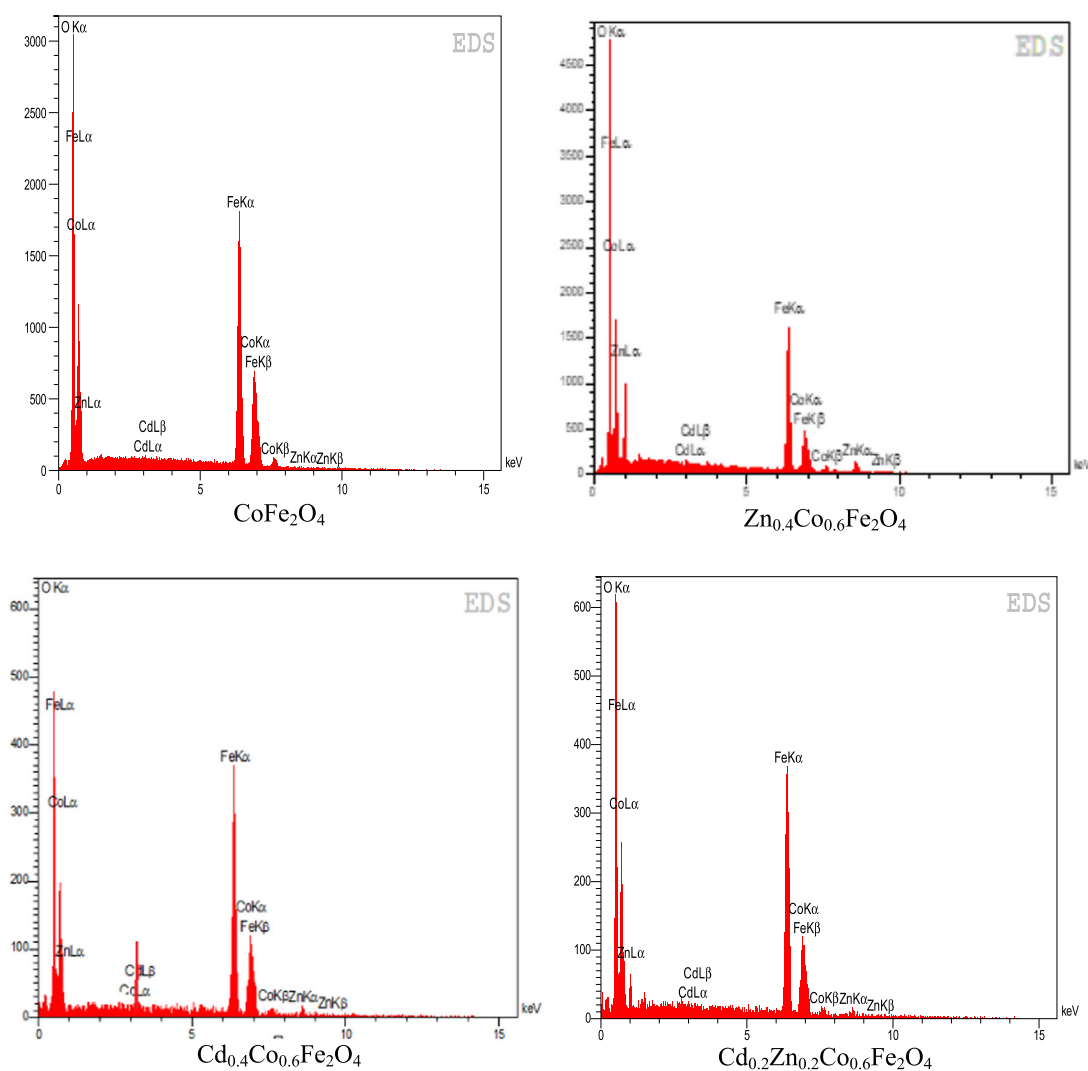 O Kα
EDS
3000
2500
FeLα
2000
CoLα
FeKα
1500
1000
CoKα
FeKβ
500
ZnLα
CdLβ
CdLα
CoKβ
ZnKα
ZnKβ
0
keV
0
5
10
15
CoFe₂O₄
O Kα
EDS
4500
4000
3500
FeLα
3000
2500
CoLα
2000
FeKα
1500
ZnLα
1000
CoKα
500
FeKβ
CdLβ
CdLα
CoKβ
ZnKα
ZnKβ
0
keV
0
5
10
15
Zn₀.₄Co₀.₆Fe₂O₄
O Kα
EDS
600
500
FeLα
400
FeKα
300
CoLα
200
CoKα
FeKβ
100
ZnLα
CdLβ
CoKβ
ZnKα
ZnKβ
0
keV
0
5
10
15
Cd₀.₄Co₀.₆Fe₂O₄
O Kα
EDS
600
500
FeLα
400
FeKα
300
CoLα
200
CoKα
FeKβ
100
ZnLα
CdLβ
CdLα
CoKβ
ZnKα
ZnKβ
0
keV
0
5
10
15
Cd₀.₂Zn₀.₂Co₀.₆Fe₂O₄